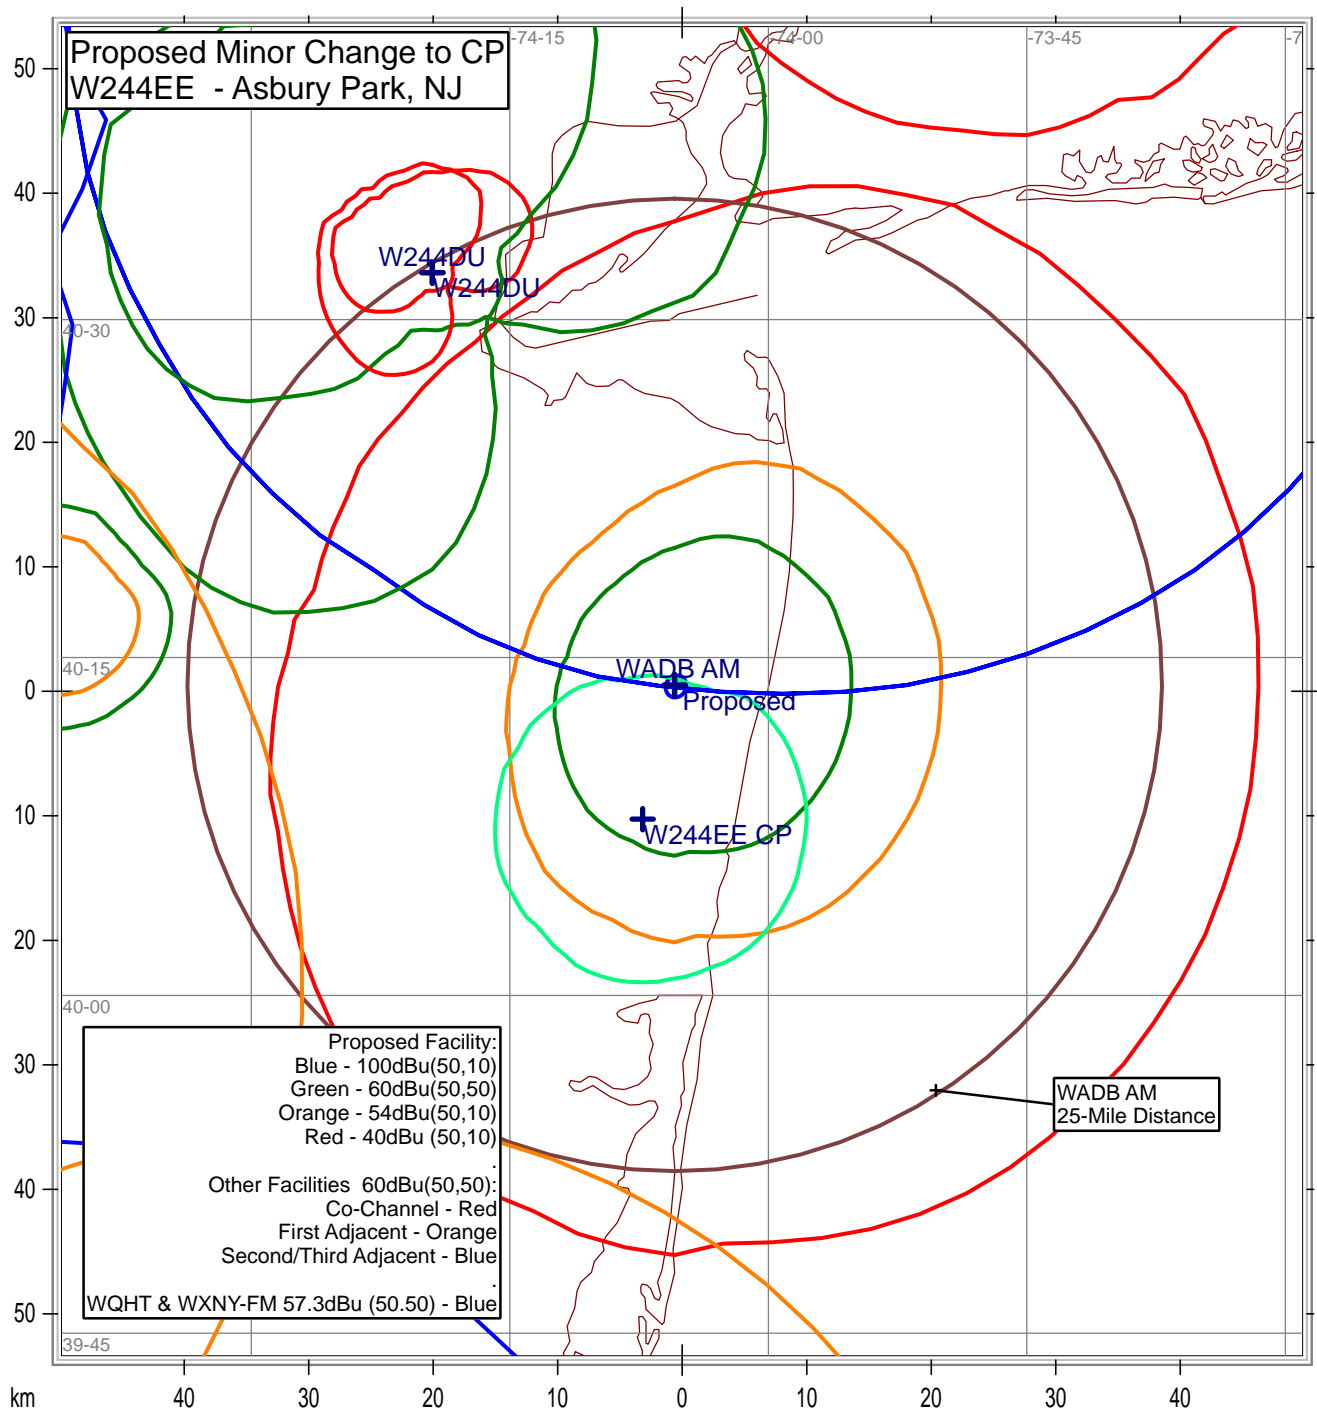 Proposed Minor Change to CP
W244EE - Asbury Park, NJ
-74-15
-74-00
-73-45
-7
50
40
30
20
10
0
10
20
30
40
50
40-30
40-15
40-00
39-45
W244DU
W244DU
WADB AM
Proposed
W244EE CP
WADB AM
25-Mile Distance
Proposed Facility:
Blue - 100dBu(50,10)
Green - 60dBu(50,50)
Orange - 54dBu(50,10)
Red - 40dBu (50,10)
.
Other Facilities 60dBu(50,50):
Co-Channel - Red
First Adjacent - Orange
Second/Third Adjacent - Blue
.
WQHT & WXNY-FM 57.3dBu (50.50) - Blue
km 40 30 20 10 0 10 20 30 40